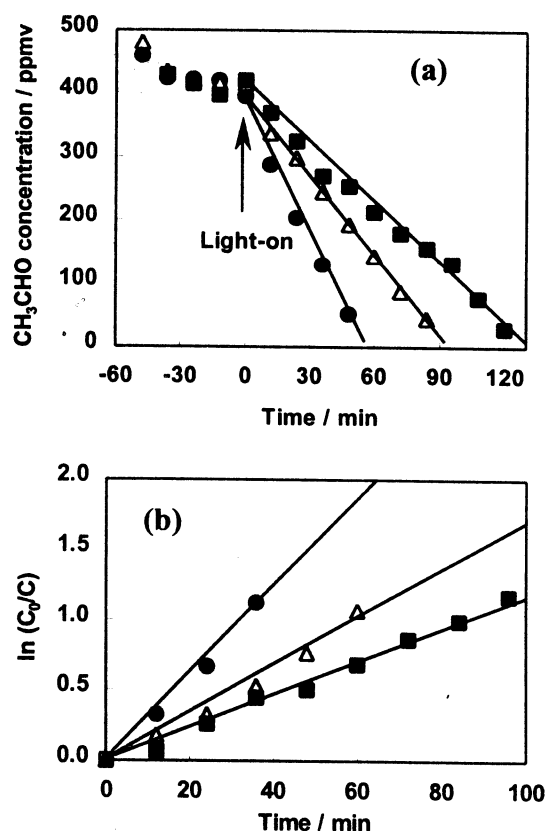 500
400
300
200
100
0
CH₃CHO concentration / ppmv
(a)
Light-on
-60 -30 0 30 60 90 120
Time / min
2.0
1.5
1.0
0.5
0.0
ln (C₀/C)
(b)
0 20 40 60 80 100
Time / min